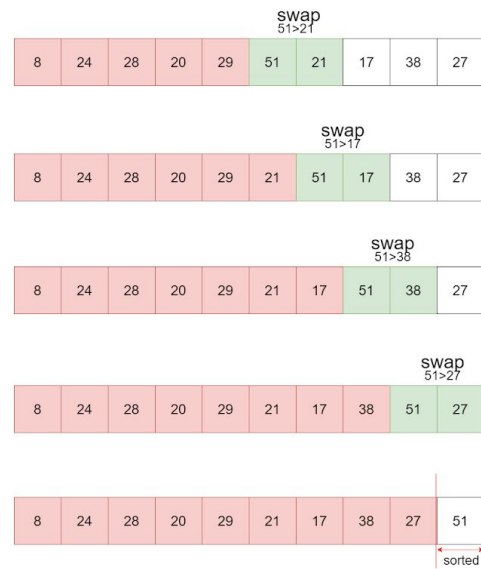 swap
51>21
8 24 28 20 29 51 21 17 38 27
swap
51>17
8 24 28 20 29 21 51 17 38 27
swap
51>38
8 24 28 20 29 21 17 51 38 27
swap
51>27
8 24 28 20 29 21 17 38 51 27
8 24 28 20 29 21 17 38 27 51
sorted